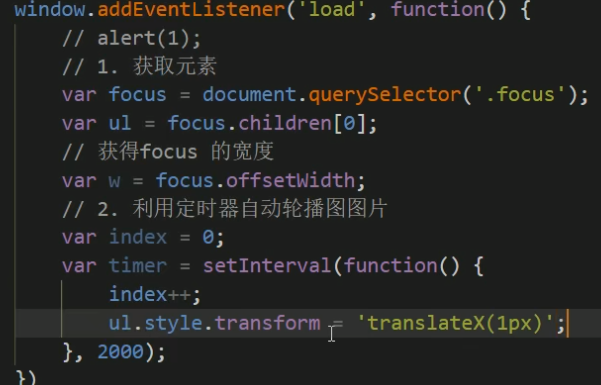 window.addEventListener('load', function() {
// alert(1);
// 1. 获取元素
var focus = document.querySelector('.focus');
var ul = focus.children[0];
// 获得focus 的宽度
var w = focus.offsetWidth;
// 2. 利用定时器自动轮播图图片
var index = 0;
var timer = setInterval(function() {
index++;
ul.style.transform = 'translateX(1px)';
}, 2000);
})